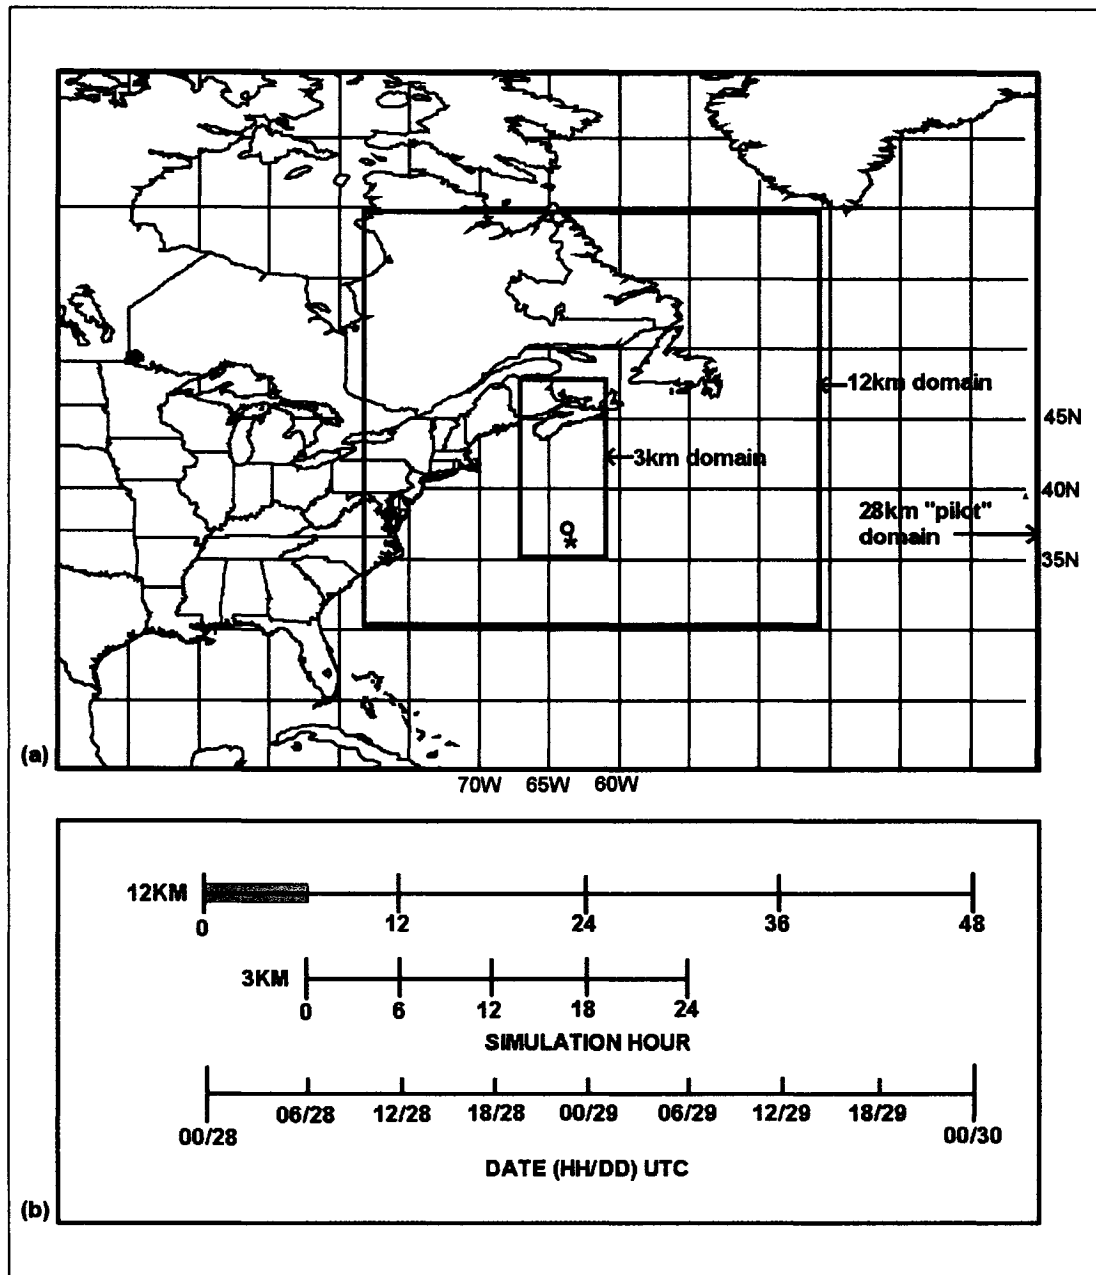 12km domain
45N
3km domain
40N
28km "pilot"
domain
35N
(a)
70W 65W 60W
12KM
0 12 24 36 48
3KM
0 6 12 18 24
SIMULATION HOUR
06/28 12/28 18/28 00/29 06/29 12/29 18/29
00/28 00/30
DATE (HH/DD) UTC
(b)